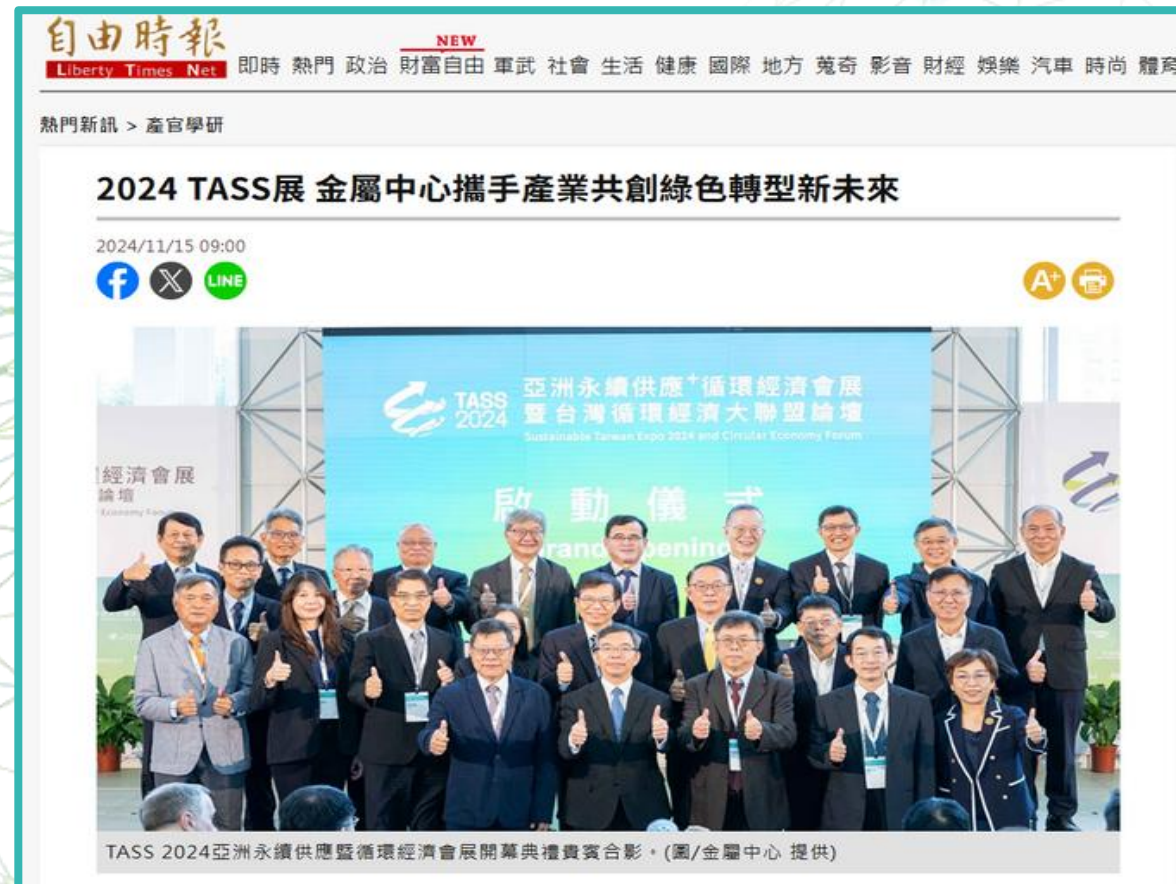 自由時報
Liberty Times Net
NEW
即時 熱門 政治 財富自由 軍武 社會 生活 健康 國際 地方 蒐奇 影音 財經 娛樂 汽車 時尚 體育
熱門新訊 > 產官學研
2024 TASS展 金屬中心攜手產業共創綠色轉型新未來
2024/11/15 09:00
LINE
A+
TASS 2024
亞洲永續供應+循環經濟會展
暨台灣循環經濟大聯盟論壇
Sustainable Taiwan Expo 2024 and Circular Economy Forum
經濟會展
論壇
Economy Forum
啟動儀式
Grand Opening
TASS 2024亞洲永續供應暨循環經濟會展開幕典禮貴賓合影。(圖/金屬中心 提供)